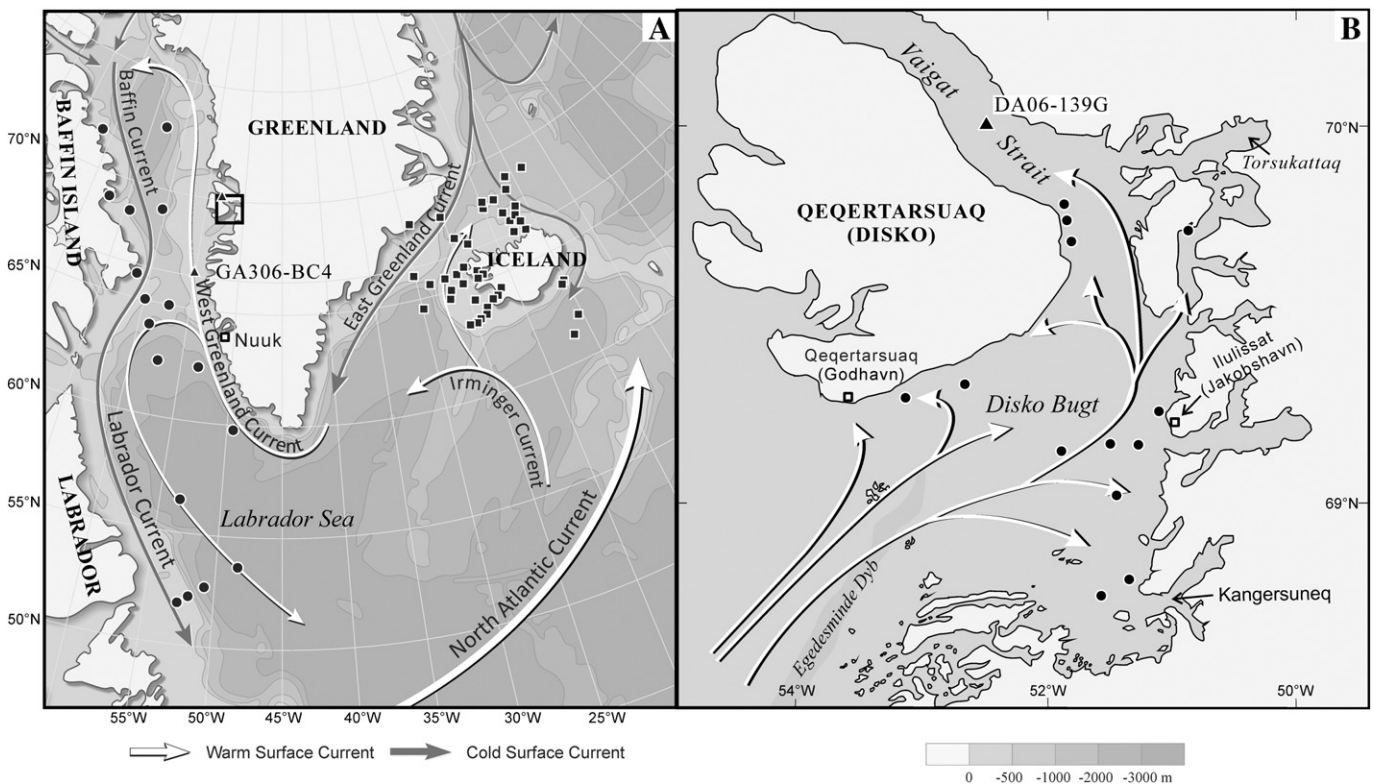 A
GREENLAND
BAFFIN ISLAND
Baffin Current
70°N
65°N
60°N
55°N
50°N
GA306-BC4
West Greenland Current
Nuuk
East Greenland Current
ICELAND
Irminger Current
Labrador Current
LABRADOR
Labrador Sea
North Atlantic Current
55°W 50°W 45°W 40°W 35°W 30°W 25°W
B
Vaigat
Strait
DA06-139G
70°N
Torsukattaq
QEQERTARSUAQ
(DISKO)
Qeqertarsuaq
(Godhavn)
Disko Bugt
Ilulissat
(Jakobshavn)
69°N
Egedesminde Dyb
Kangersuneq
54°W 52°W 50°W
Warm Surface Current Cold Surface Current
0 -500 -1000 -2000 -3000 m